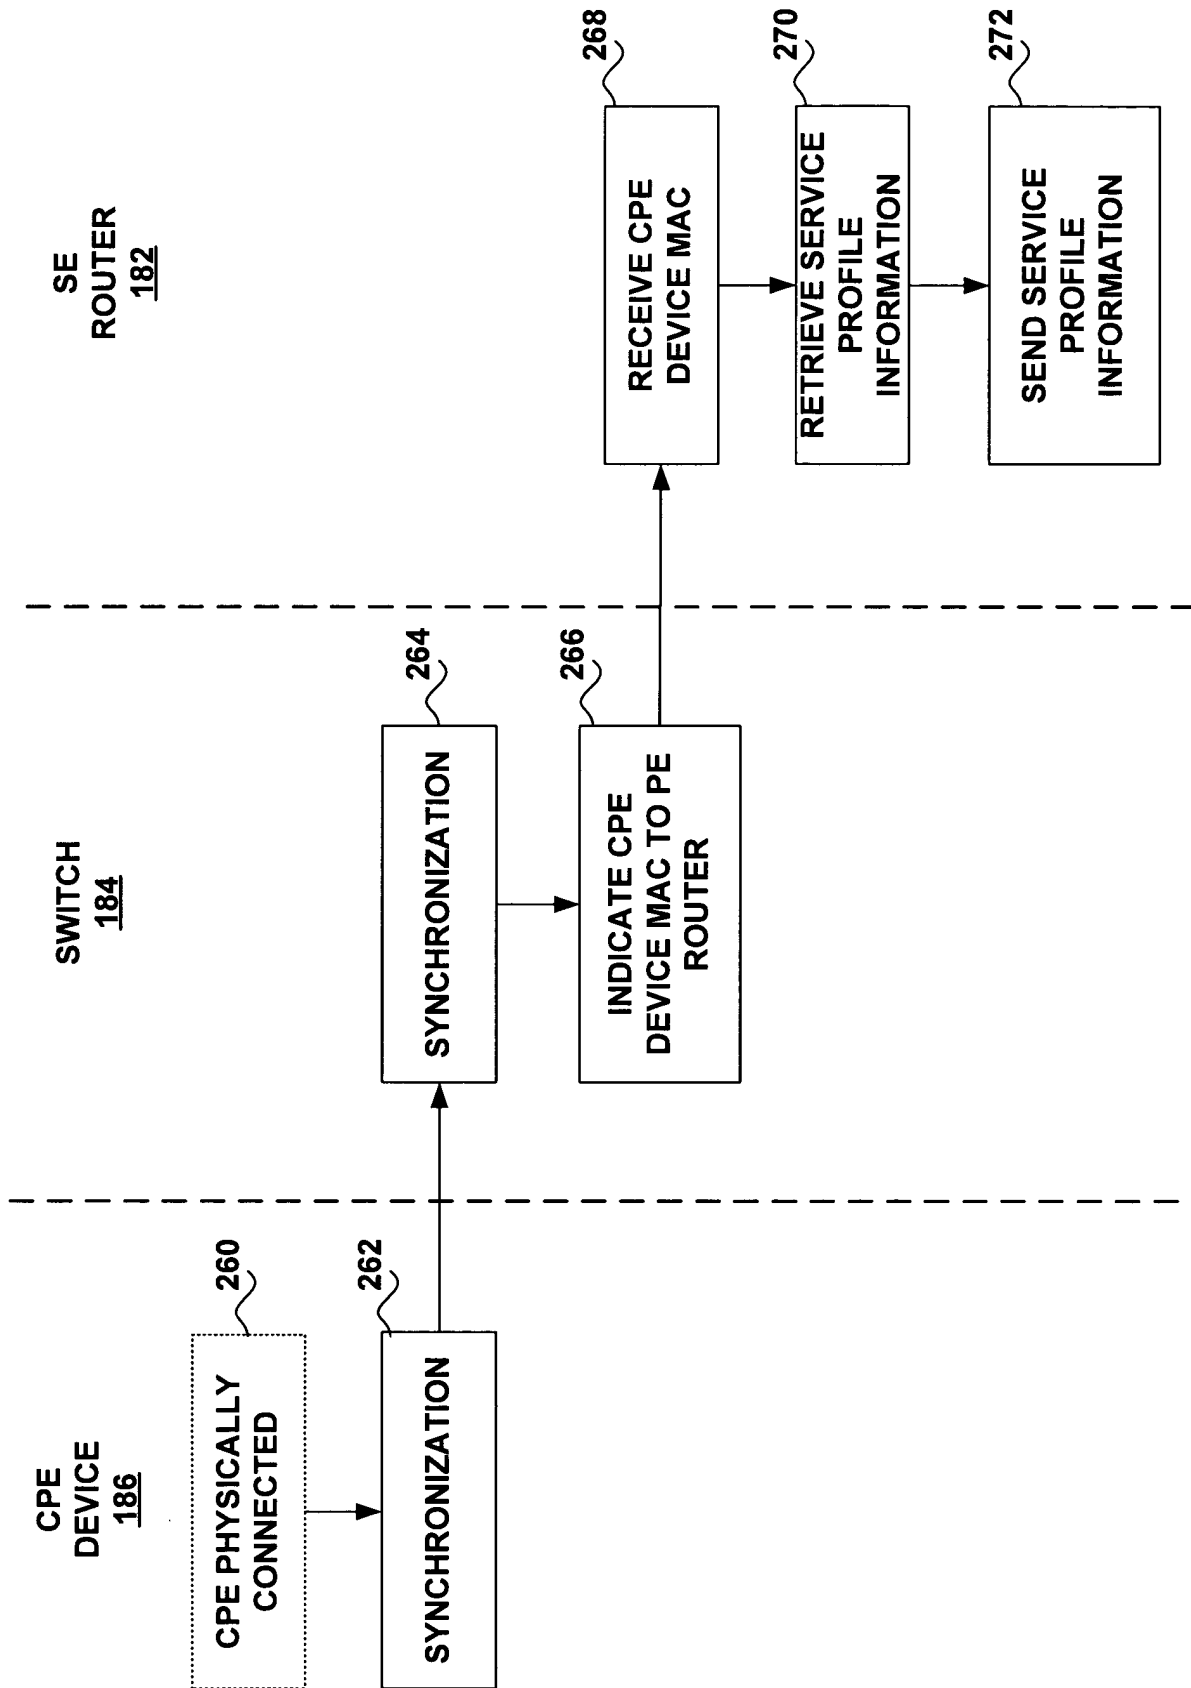 CPE
DEVICE
186
SWITCH
184
SE
ROUTER
182
260
CPE PHYSICALLY
CONNECTED
262
SYNCHRONIZATION
264
SYNCHRONIZATION
266
INDICATE CPE
DEVICE MAC TO PE
ROUTER
268
RECEIVE CPE
DEVICE MAC
270
RETRIEVE SERVICE
PROFILE
INFORMATION
272
SEND SERVICE
PROFILE
INFORMATION